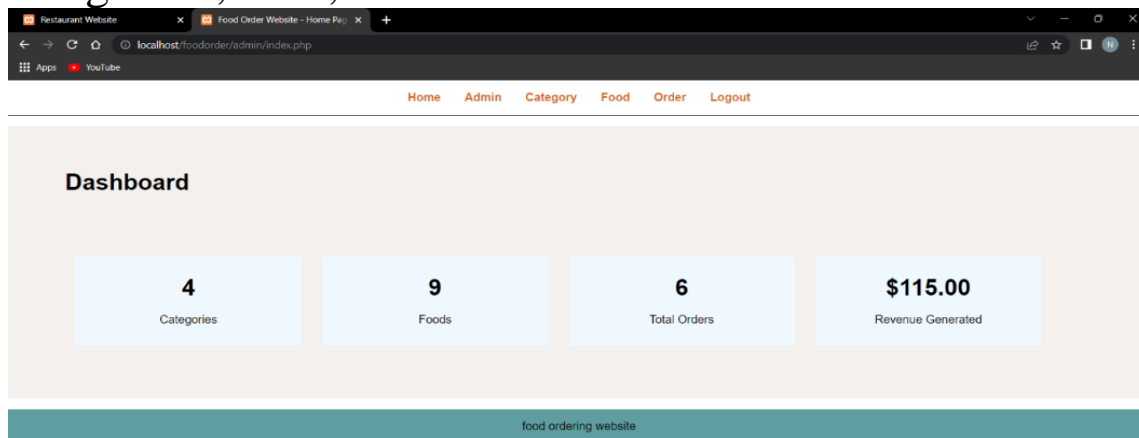 Restaurant Website
Food Order Website - Home Pag
localhost/foodorder/admin/index.php
N
Apps YouTube
Home Admin Category Food Order Logout
Dashboard
4 9 6 $115.00
Categories Foods Total Orders Revenue Generated
food ordering website